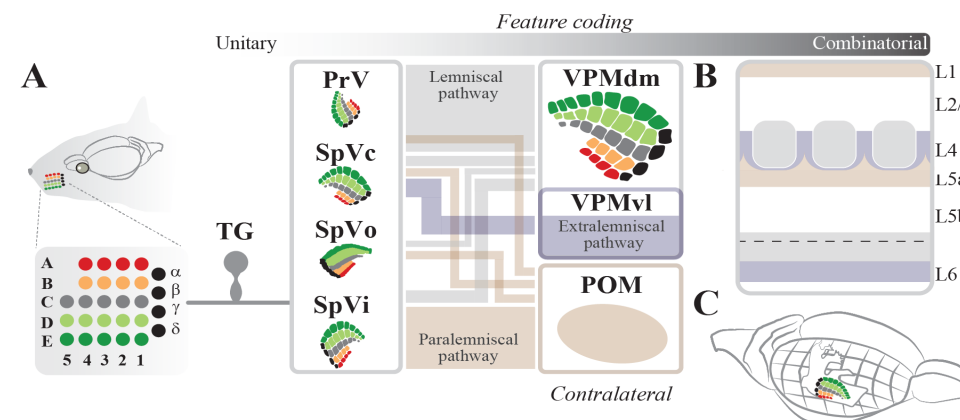 Feature coding
Unitary
Combinatorial
A
PrV
Lemniscal
pathway
VPMdm
B
L1
L2/
SpVc
L4
L5a
VPMvl
Extralemniscal
pathway
SpVo
TG
L5b
L6
A
B
C
D
E
α
β
γ
δ
5 4 3 2 1
SpVi
POM
Paralemniscal
pathway
Contralateral
C